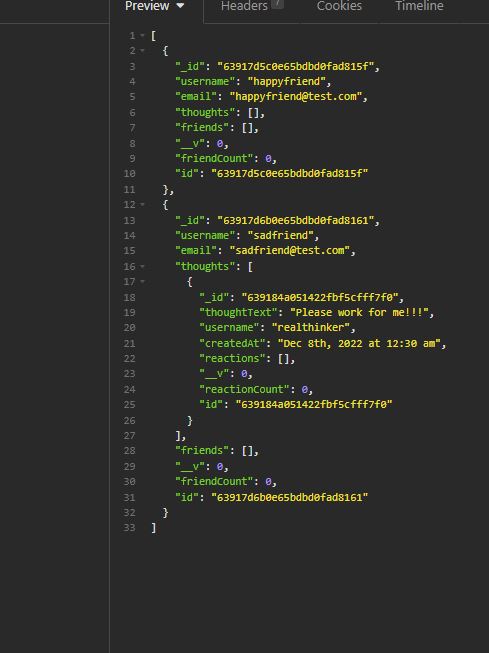 Preview Headers 7 Cookies Timeline
1 [
2 {
3 "_id": "63917d5c0e65bdbd0fad815f",
4 "username": "happyfriend",
5 "email": "happyfriend@test.com",
6 "thoughts": [],
7 "friends": [],
8 "__v": 0,
9 "friendCount": 0,
10 "id": "63917d5c0e65bdbd0fad815f"
11 },
12 {
13 "_id": "63917d6b0e65bdbd0fad8161",
14 "username": "sadfriend",
15 "email": "sadfriend@test.com",
16 "thoughts": [
17 {
18 "_id": "639184a051422fbf5cfff7f0",
19 "thoughtText": "Please work for me!!!",
20 "username": "realthinker",
21 "createdAt": "Dec 8th, 2022 at 12:30 am",
22 "reactions": [],
23 "__v": 0,
24 "reactionCount": 0,
25 "id": "639184a051422fbf5cfff7f0"
26 }
27 ],
28 "friends": [],
29 "__v": 0,
30 "friendCount": 0,
31 "id": "63917d6b0e65bdbd0fad8161"
32 }
33 ]